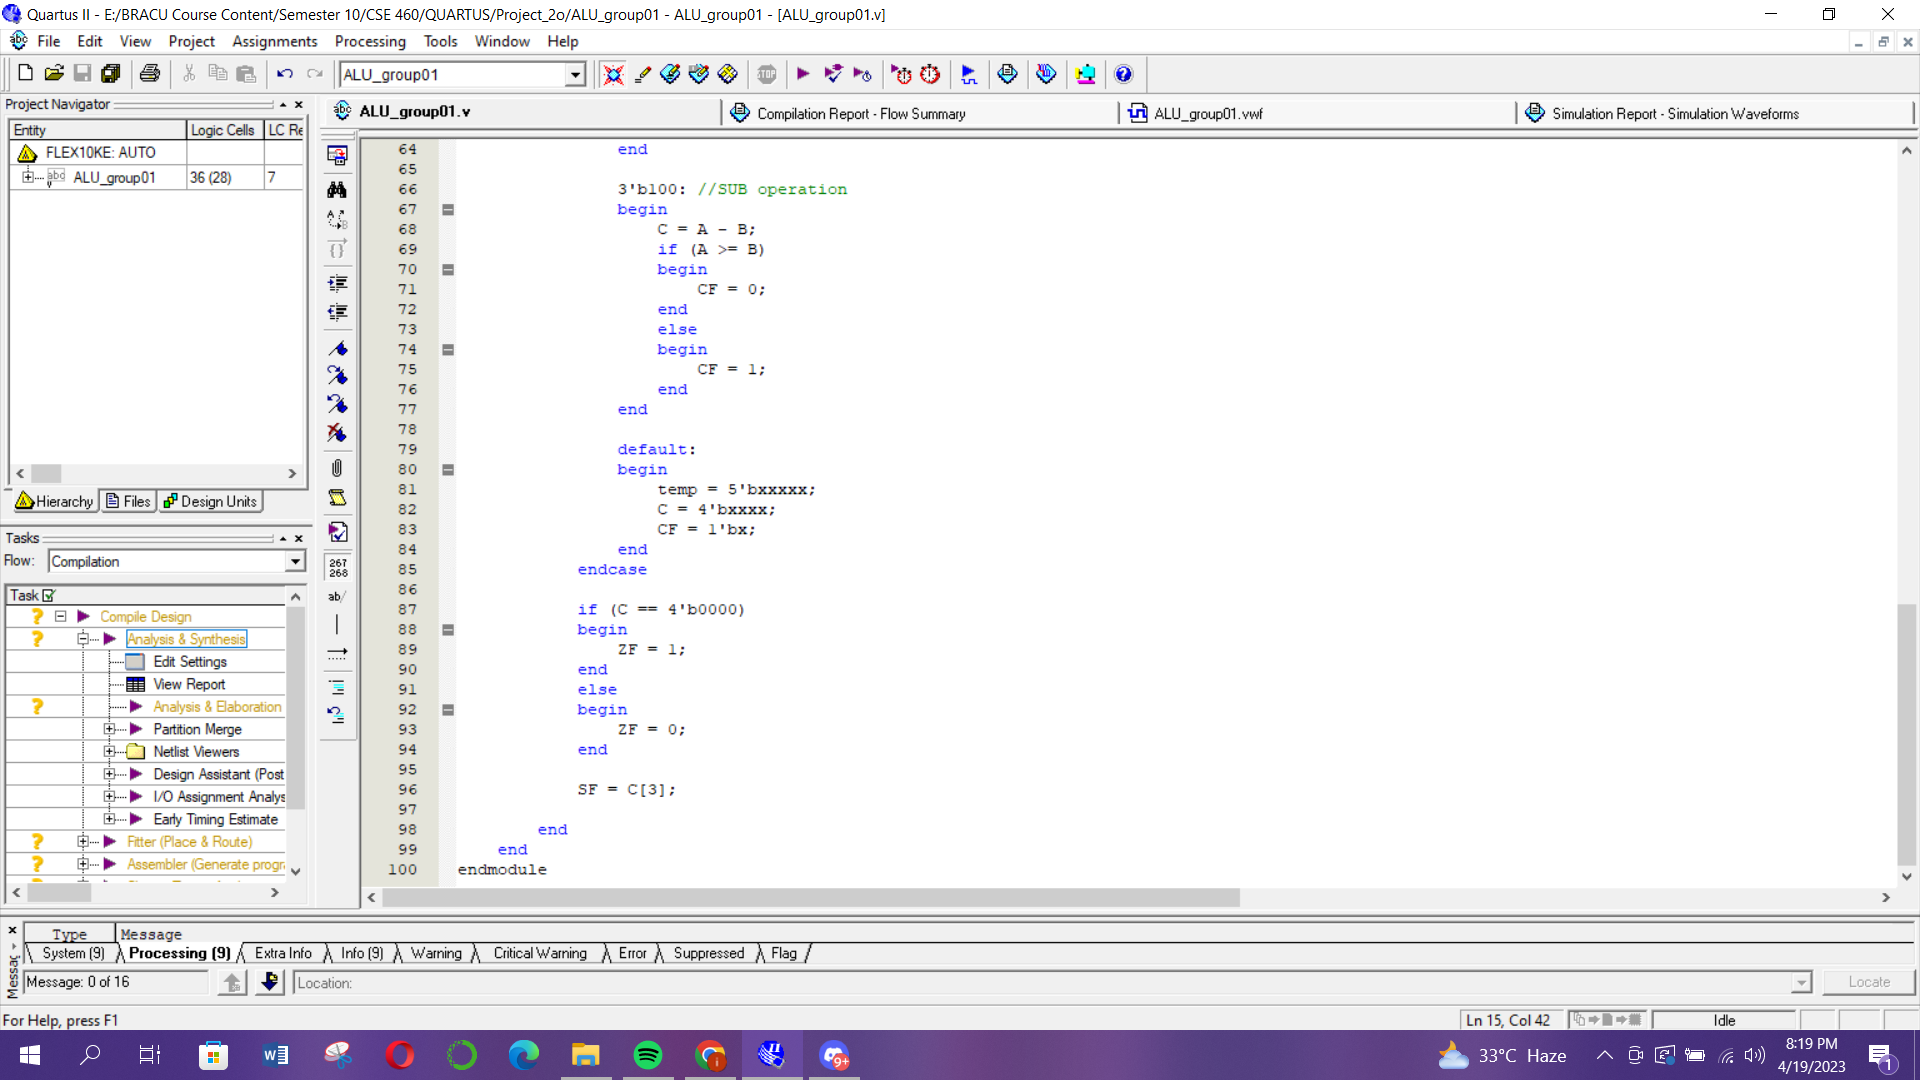 Quartus II - E:/BRACU Course Content/Semester 10/CSE 460/QUARTUS/Project_2o/ALU_group01 - ALU_group01 - [ALU_group01.v]
File Edit View Project Assignments Processing Tools Window Help
ALU_group01
Project Navigator
Entity Logic Cells LC Re
FLEX10KE: AUTO
ALU_group01 36 (28) 7
Hierarchy Files Design Units
Tasks
Flow: Compilation
Task
Compile Design
Analysis & Synthesis
Edit Settings
View Report
Analysis & Elaboration
Partition Merge
Netlist Viewers
Design Assistant (Post
I/O Assignment Analys
Early Timing Estimate
Fitter (Place & Route)
Assembler (Generate progr
ALU_group01.v Compilation Report - Flow Summary ALU_group01.vwf Simulation Report - Simulation Waveforms
267
268
ab/
64 end
65
66 3'b100: //SUB operation
67 begin
68 C = A - B;
69 if (A >= B)
70 begin
71 CF = 0;
72 end
73 else
74 begin
75 CF = 1;
76 end
77 end
78
79 default:
80 begin
81 temp = 5'bxxxxx;
82 C = 4'bxxxx;
83 CF = 1'bx;
84 end
85 endcase
86
87 if (C == 4'b0000)
88 begin
89 ZF = 1;
90 end
91 else
92 begin
93 ZF = 0;
94 end
95
96 SF = C[3];
97
98 end
99 end
100 endmodule
Type Message
System (9) Processing (9) Extra Info Info (9) Warning Critical Warning Error Suppressed Flag
Messag
Message: 0 of 16 Location: Locate
For Help, press F1 Ln 15, Col 42 Idle
33°C Haze 8:19 PM
4/19/2023
9+
1